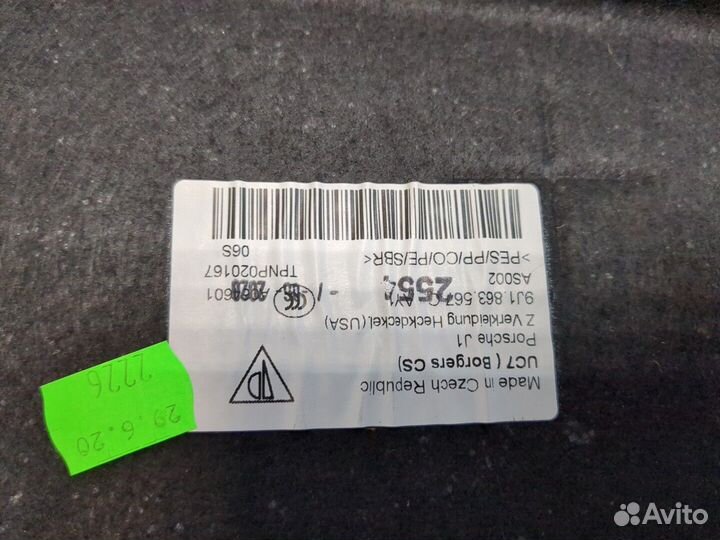 Made in Czech Republic
UC7 ( Borgers CS)
Porsche J1
Z Verkleidung Heckdeckel,(USA)
9J1.863.567
AS002
>PES/PP/CO/PE/SBR<
2554
2020
TPNP020167
06S
29.6.20
2226
Avito